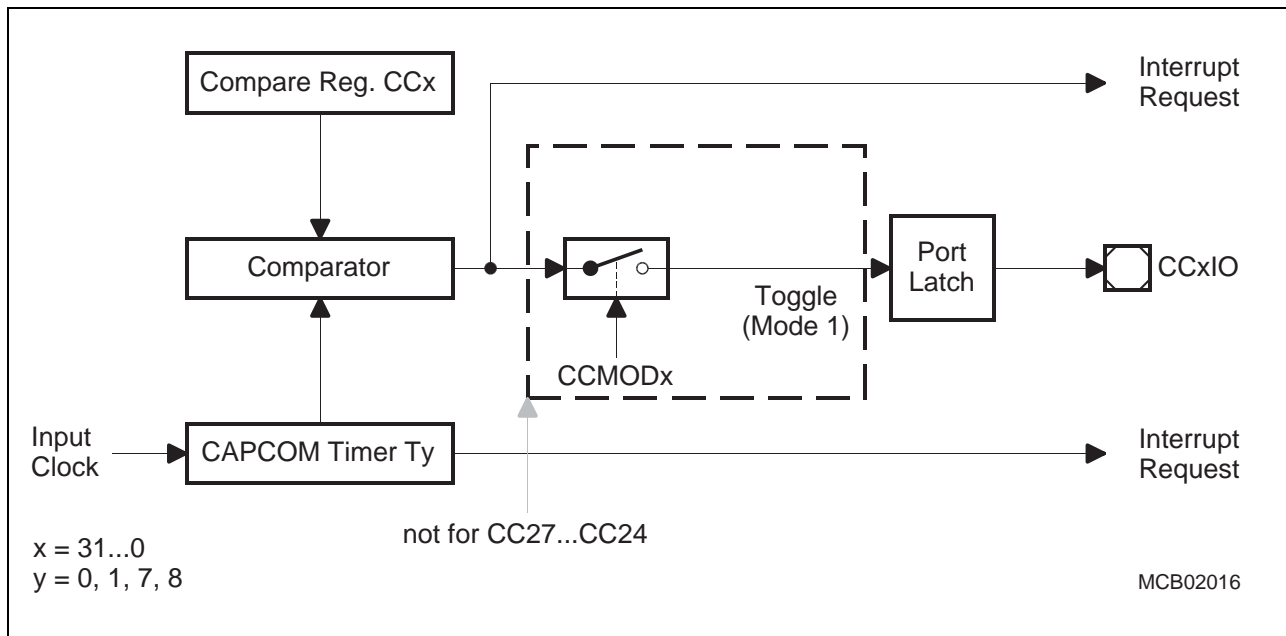 Compare Reg. CCx
Interrupt
Request
Comparator
Port
Latch
CCxIO
Toggle
(Mode 1)
CCMODx
Input
Clock
CAPCOM Timer Ty
Interrupt
Request
not for CC27...CC24
x = 31...0
y = 0, 1, 7, 8
MCB02016